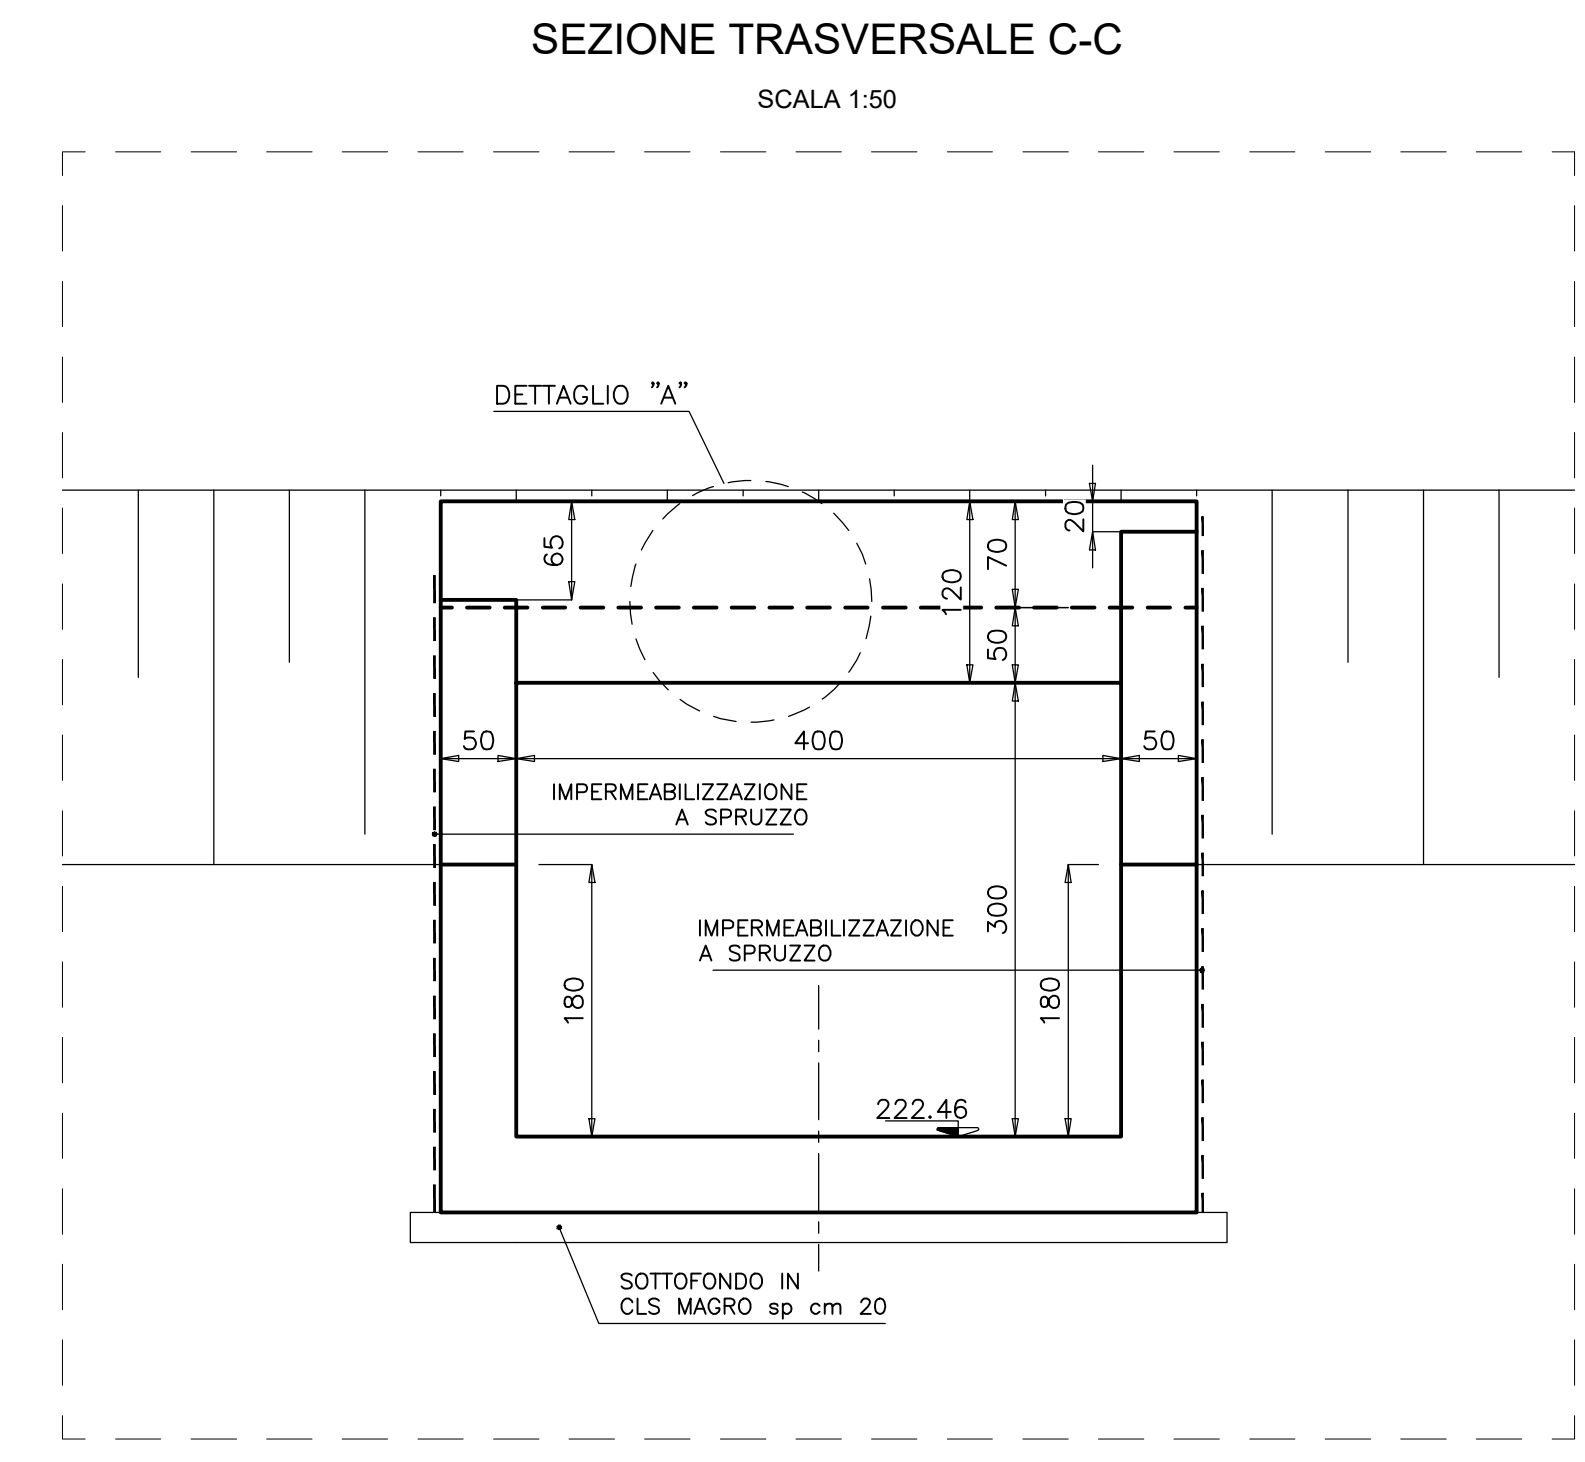 SEZIONE TRASVERSALE C-C
SCALA 1:50
DETTAGLIO "A"
65
120
70
20
50
50
400
50
IMPERMEABILIZZAZIONE
A SPRUZZO
300
IMPERMEABILIZZAZIONE
A SPRUZZO
180
180
222.46
SOTTOFONDO IN
CLS MAGRO sp cm 20